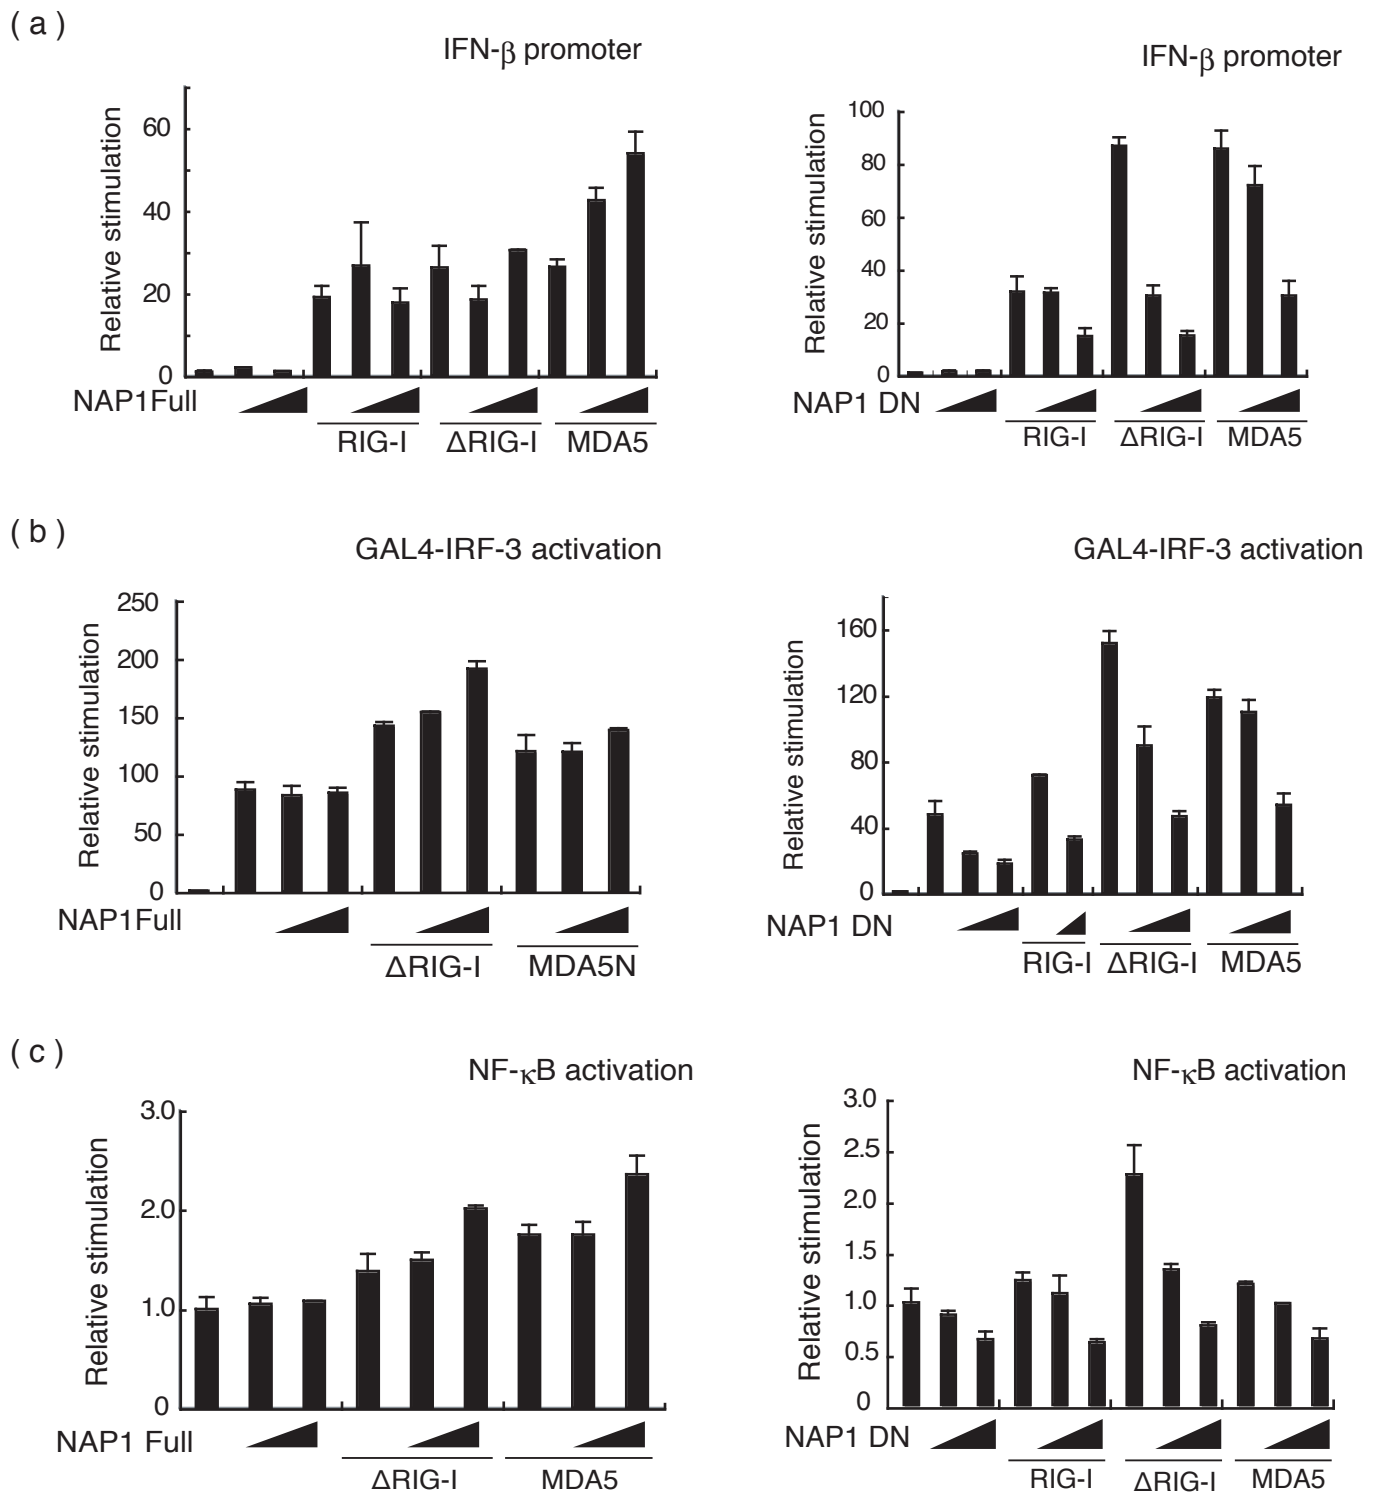 ( a )
IFN-β promoter
Relative stimulation
60
40
20
0
NAP1Full
RIG-I
ΔRIG-I
MDA5
IFN-β promoter
Relative stimulation
100
80
60
40
20
0
NAP1 DN
RIG-I
ΔRIG-I
MDA5
( b )
GAL4-IRF-3 activation
Relative stimulation
250
200
150
100
50
0
NAP1Full
ΔRIG-I
MDA5N
GAL4-IRF-3 activation
Relative stimulation
160
120
80
40
0
NAP1 DN
RIG-I
ΔRIG-I
MDA5
( c )
NF-κB activation
Relative stimulation
3.0
2.0
1.0
0
NAP1 Full
ΔRIG-I
MDA5
NF-κB activation
Relative stimulation
3.0
2.5
2.0
1.5
1.0
0.5
0
NAP1 DN
RIG-I
ΔRIG-I
MDA5